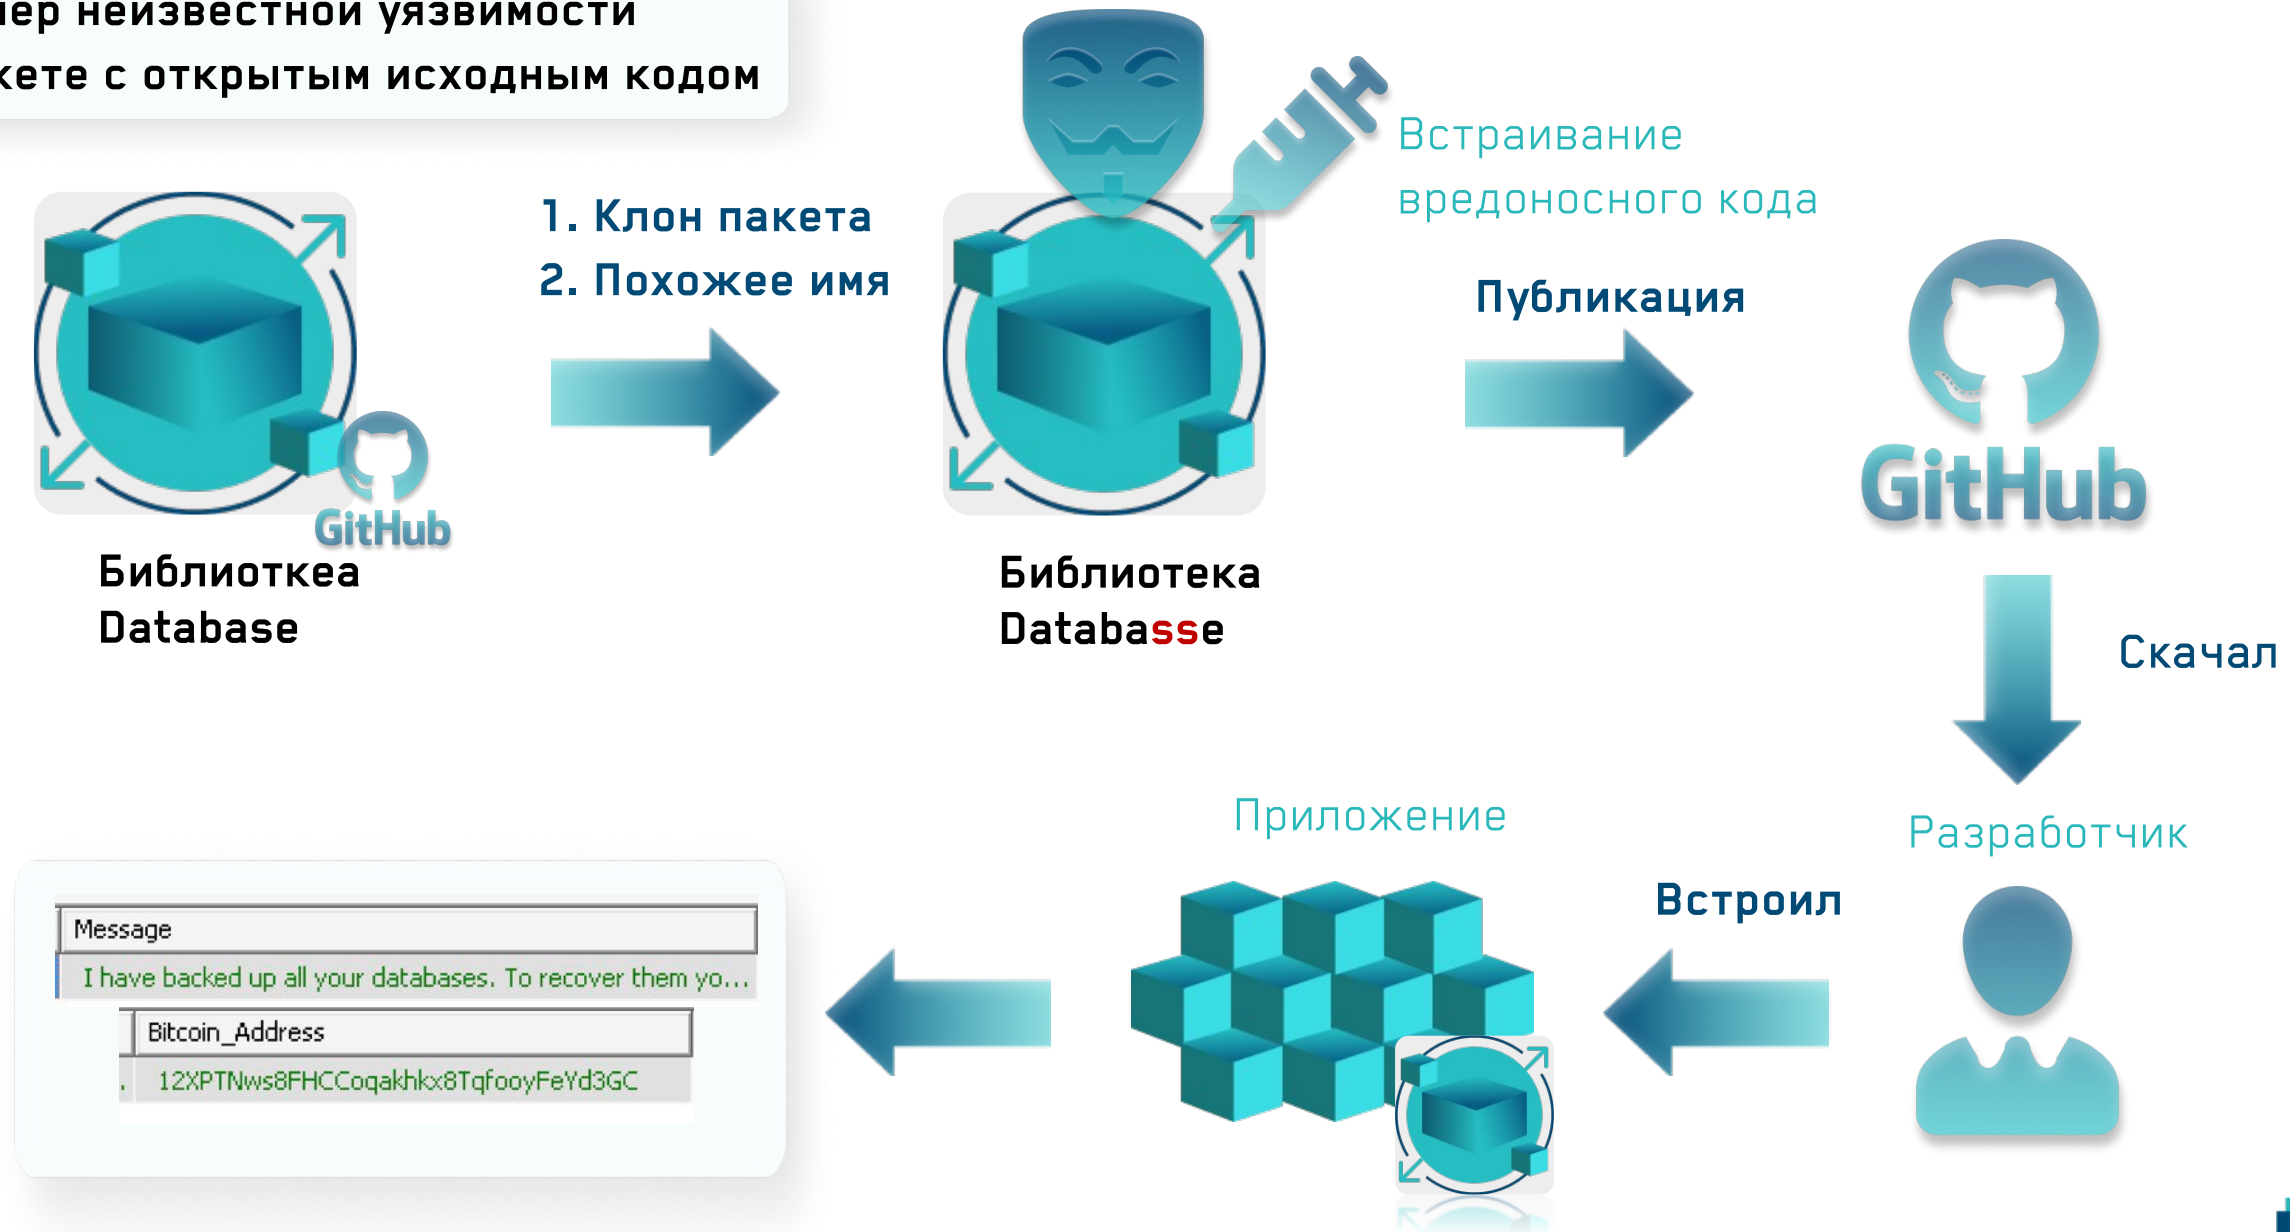 мер неизвестной уязвимости
кете с открытым исходным кодом
Встраивание
вредоносного кода
1. Клон пакета
2. Похожее имя
Публикация
GitHub
GitHub
Библиоткеа
Database
Библиотека
Databasse
Скачал
Приложение
Разработчик
Встроил
Message
I have backed up all your databases. To recover them yo...
Bitcoin_Address
12XPTNws8FHCCoqakhkx8TqfooyFeYd3GC